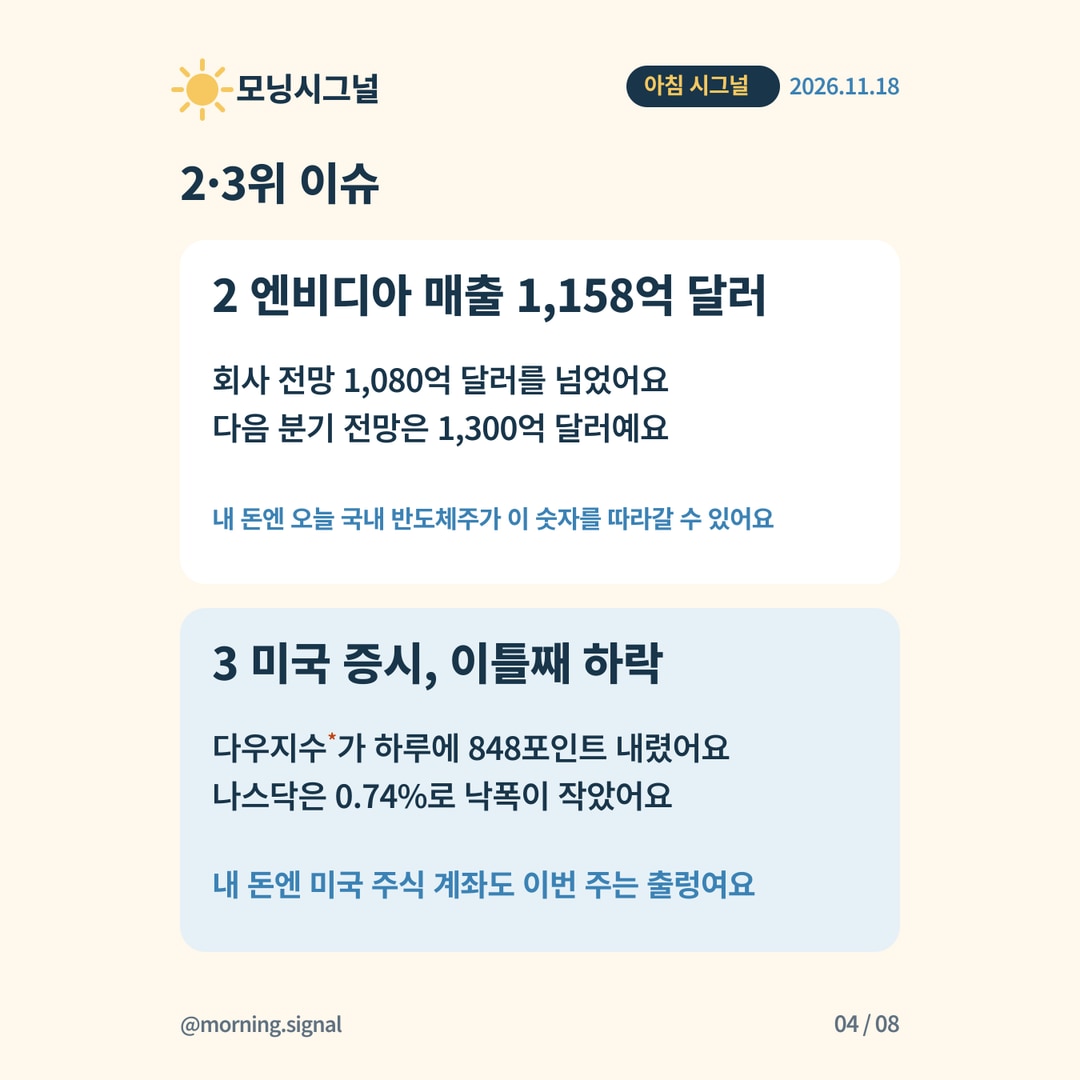 모닝시그널
아침 시그널 2026.11.18
2·3위 이슈
2 엔비디아 매출 1,158억 달러
회사 전망 1,080억 달러를 넘었어요
다음 분기 전망은 1,300억 달러예요
내 돈엔 오늘 국내 반도체주가 이 숫자를 따라갈 수 있어요
3 미국 증시, 이틀째 하락
다우지수*가 하루에 848포인트 내렸어요
나스닥은 0.74%로 낙폭이 작았어요
내 돈엔 미국 주식 계좌도 이번 주는 출렁여요
@morning.signal
04 / 08